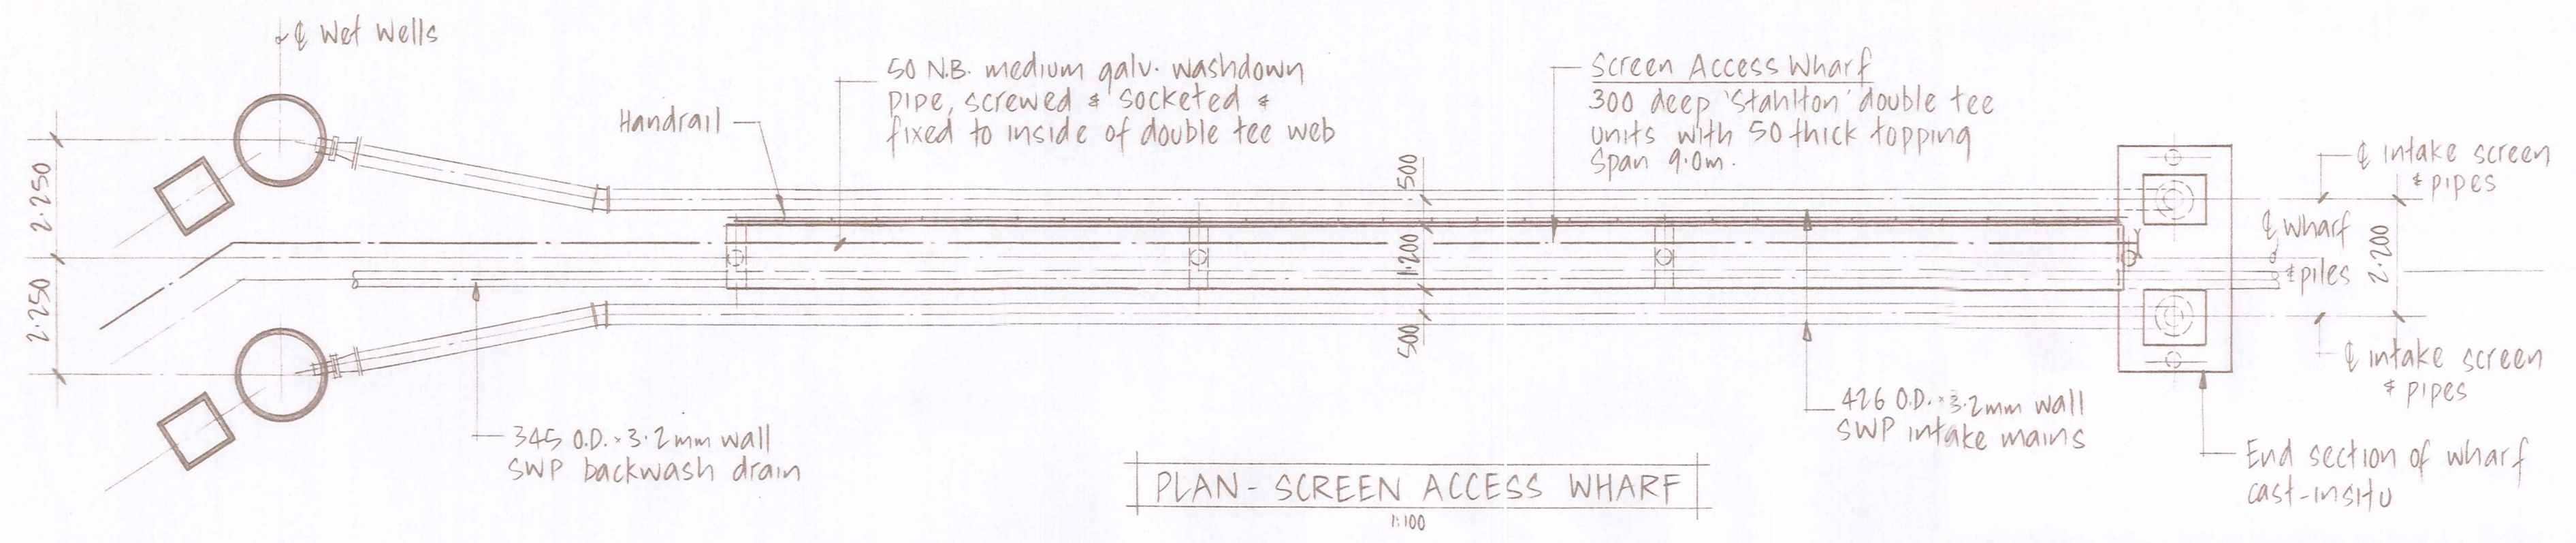 ℄ Wet Wells
50 N.B. medium galv. washdown
pipe, screwed & socketed &
fixed to inside of double tee web
Screen Access Wharf
300 deep 'Stahlton' double tee
units with 50 thick topping
Span 9.0m.
Handrail
℄ intake screen
& pipes
℄ wharf
& piles
2.250
2.250
500
1.200
500
2.200
℄ intake screen
& pipes
345 O.D. × 3.2mm wall
SWP backwash drain
426 O.D. × 3.2mm wall
SWP intake mains
End section of wharf
cast-insitu
PLAN - SCREEN ACCESS WHARF
1:100